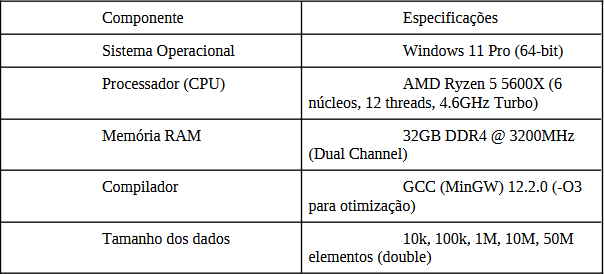 Componente Especificações
Sistema Operacional Windows 11 Pro (64-bit)
Processador (CPU) AMD Ryzen 5 5600X (6
núcleos, 12 threads, 4.6GHz Turbo)
Memória RAM 32GB DDR4 @ 3200MHz
(Dual Channel)
Compilador GCC (MinGW) 12.2.0 (-O3
para otimização)
Tamanho dos dados 10k, 100k, 1M, 10M, 50M
elementos (double)